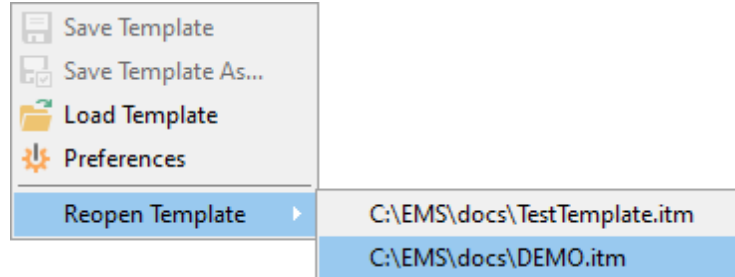 Save Template
Save Template As...
Load Template
Preferences
Reopen Template
C:\EMS\docs\TestTemplate.itm
C:\EMS\docs\DEMO.itm